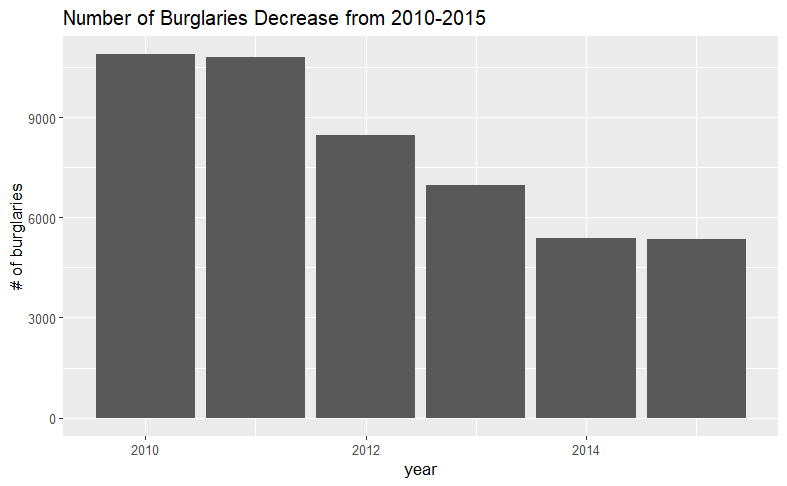 Number of Burglaries Decrease from 2010-2015
# of burglaries
9000
6000
3000
0
2010 2012 2014
year